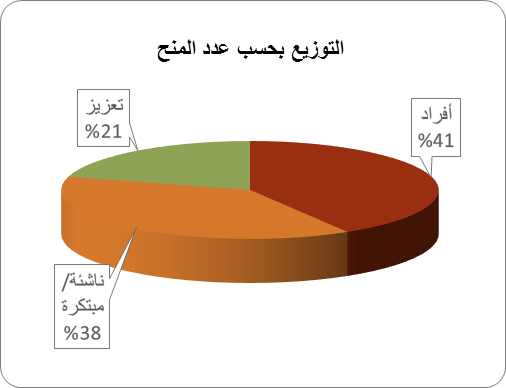 التوزيع بحسب عدد المنح
أفراد
%41
تعزيز
%21
ناشئة/
مبتكرة
%38